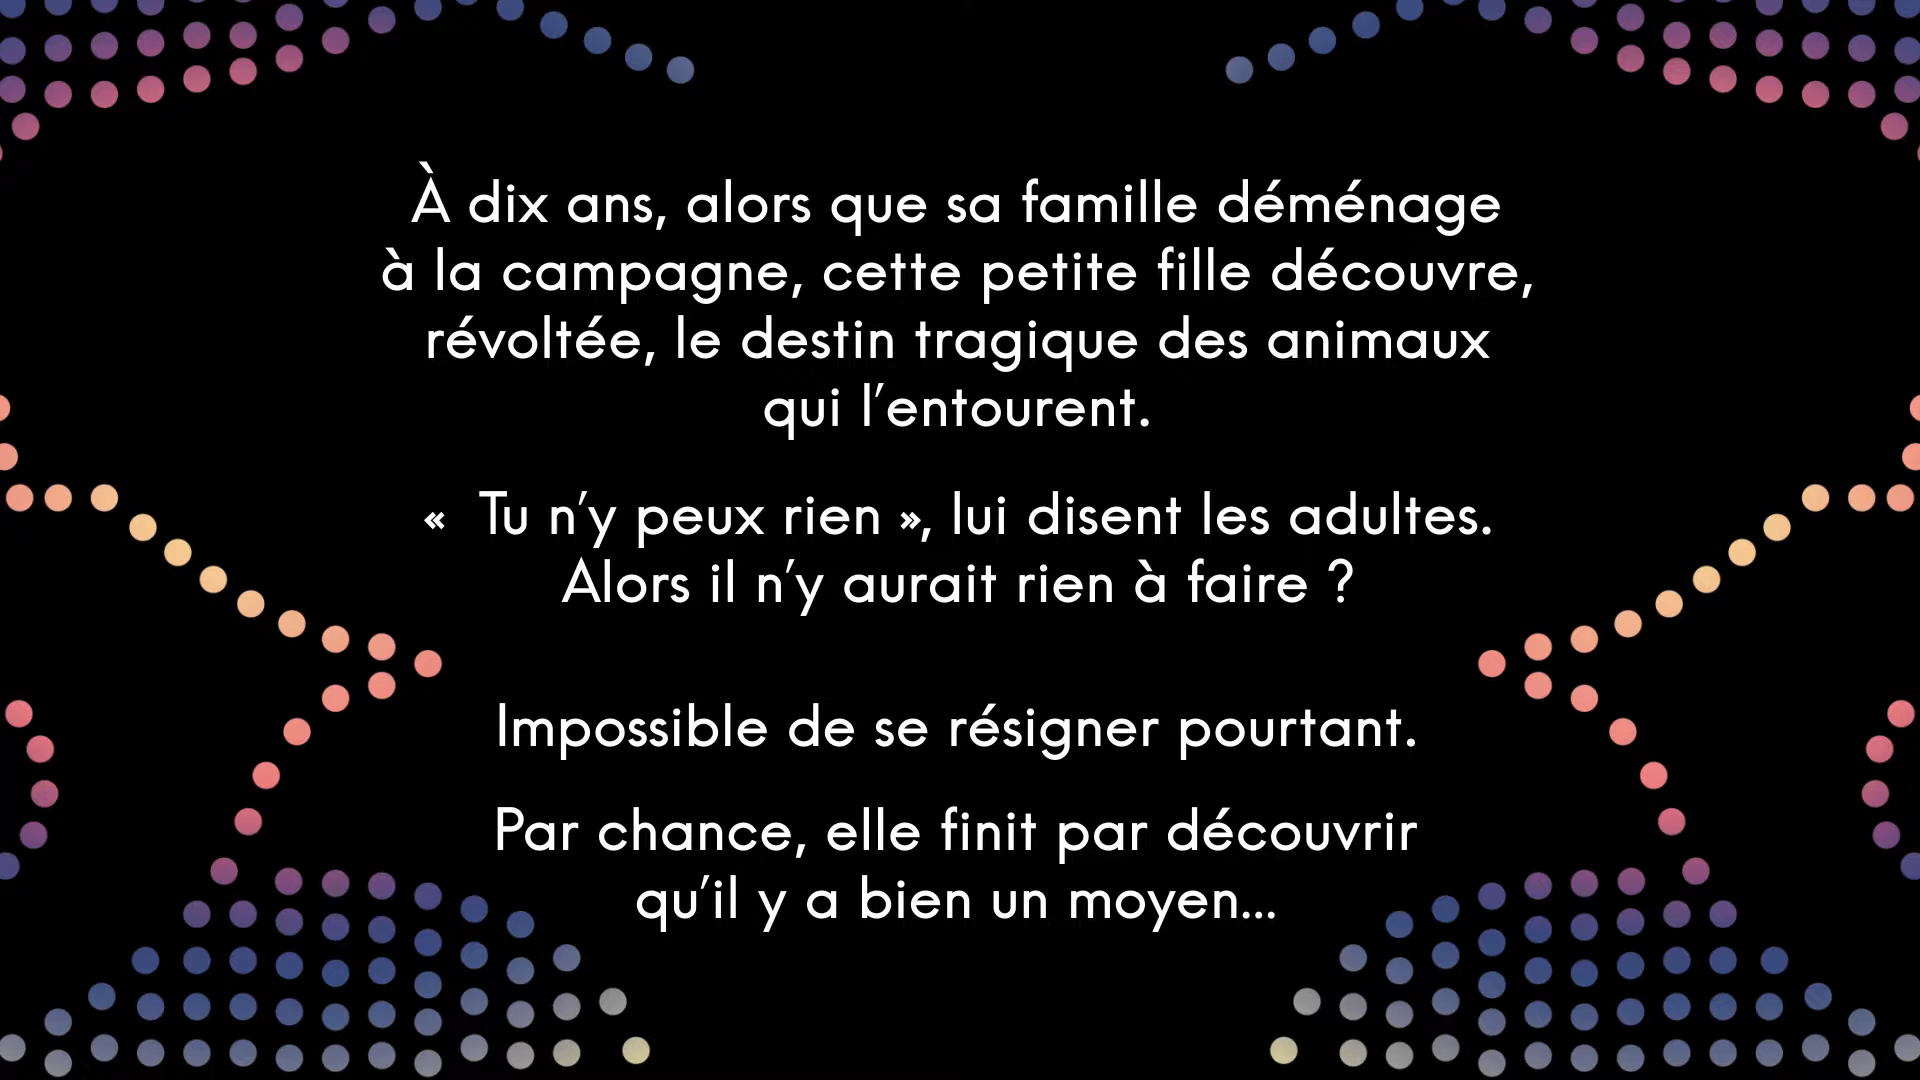 À dix ans, alors que sa famille déménage
à la campagne, cette petite fille découvre,
révoltée, le destin tragique des animaux
qui l’entourent.
«  Tu n’y peux rien », lui disent les adultes.
Alors il n’y aurait rien à faire ?
Impossible de se résigner pourtant.
Par chance, elle finit par découvrir
qu’il y a bien un moyen...